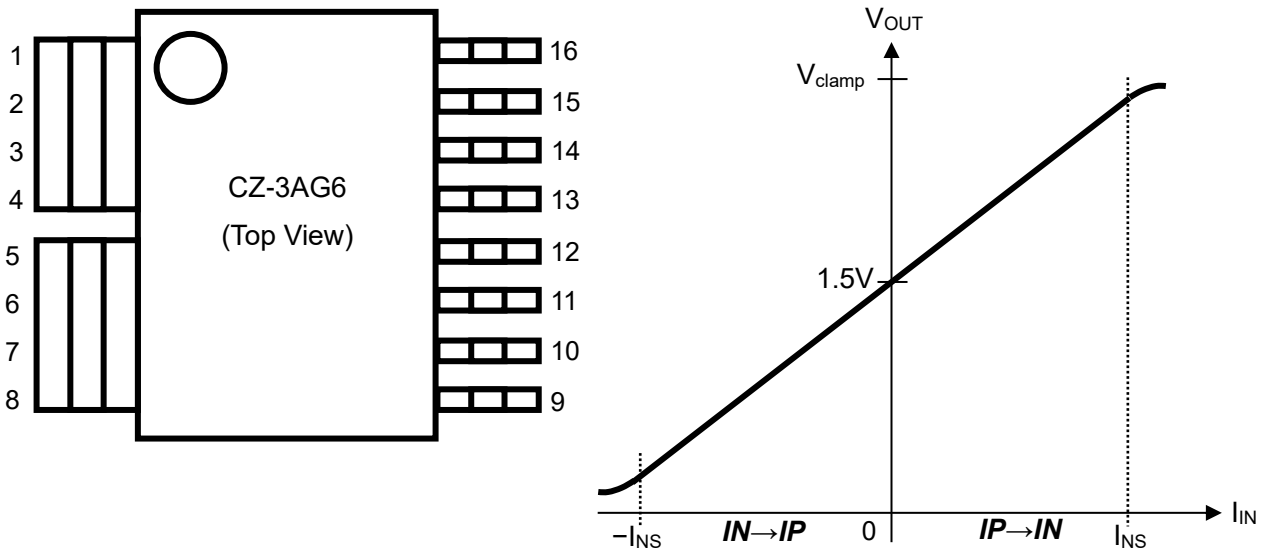 1
2
3
4
5
6
7
8
CZ-3AG6
(Top View)
16
15
14
13
12
11
10
9
VOUT
Vclamp
1.5V
−INS
IN→IP
0
IP→IN
INS
IIN